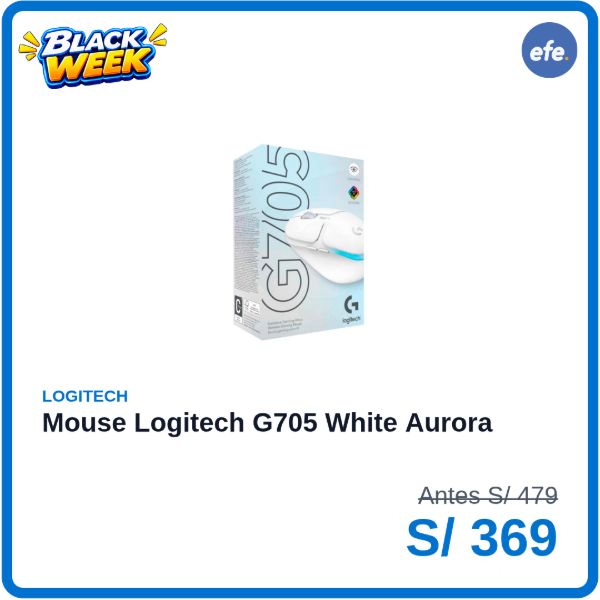 BLACK
WEEK
efe.
G705
G
logitech
LOGITECH
Mouse Logitech G705 White Aurora
Antes S/ 479
S/ 369